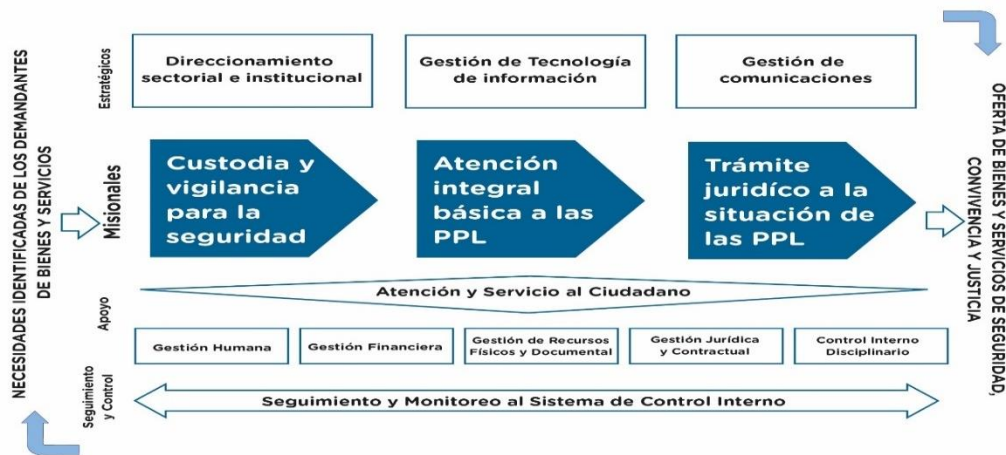 NECESIDADES IDENTIFICADAS DE LOS DEMANDANTES
DE BIENES Y SERVICIOS
Estratégicos
Direccionamiento
sectorial e institucional
Gestión de Tecnología
de información
Gestión de
comunicaciones
Misionales
Custodia y
vigilancia
para la
seguridad
Atención
integral
básica a las
PPL
Trámite
juridíco a la
situación de
las PPL
Apoyo
Atención y Servicio al Ciudadano
Gestión Humana
Gestión Financiera
Gestión de Recursos
Físicos y Documental
Gestión Jurídica
y Contractual
Control Interno
Disciplinario
Seguimiento
y Control
Seguimiento y Monitoreo al Sistema de Control Interno
OFERTA DE BIENES Y SERVICIOS DE SEGURIDAD,
CONVIVENCIA Y JUSTICIA